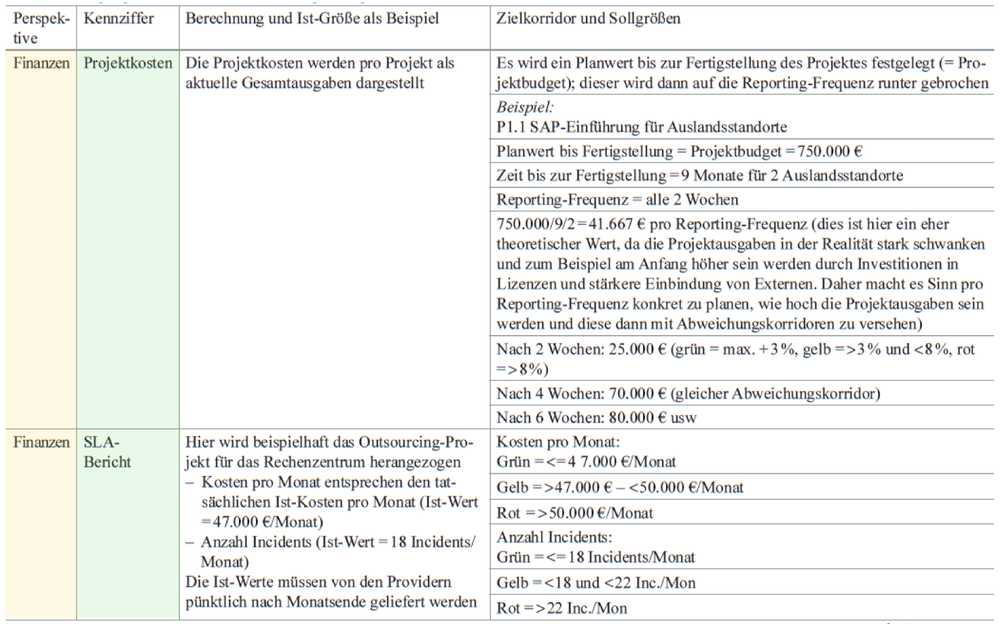 Perspek-
tive
Kennziffer
Berechnung und Ist-Größe als Beispiel
Zielkorridor und Sollgrößen
Finanzen
Projektkosten
Die Projektkosten werden pro Projekt als
aktuelle Gesamtausgaben dargestellt
Es wird ein Planwert bis zur Fertigstellung des Projektes festgelegt (= Pro-
jektbudget); dieser wird dann auf die Reporting-Frequenz runter gebrochen
Beispiel:
P1.1 SAP-Einführung für Auslandsstandorte
Planwert bis Fertigstellung = Projektbudget = 750.000 €
Zeit bis zur Fertigstellung = 9 Monate für 2 Auslandsstandorte
Reporting-Frequenz = alle 2 Wochen
750.000/9/2 = 41.667 € pro Reporting-Frequenz (dies ist hier ein eher
theoretischer Wert, da die Projektausgaben in der Realität stark schwanken
und zum Beispiel am Anfang höher sein werden durch Investitionen in
Lizenzen und stärkere Einbindung von Externen. Daher macht es Sinn pro
Reporting-Frequenz konkret zu planen, wie hoch die Projektausgaben sein
werden und diese dann mit Abweichungskorridoren zu versehen)
Nach 2 Wochen: 25.000 € (grün = max. +3 %, gelb = >3 % und <8 %, rot
= >8 %)
Nach 4 Wochen: 70.000 € (gleicher Abweichungskorridor)
Nach 6 Wochen: 80.000 € usw
Finanzen
SLA-
Bericht
Hier wird beispielhaft das Outsourcing-Pro-
jekt für das Rechenzentrum herangezogen
– Kosten pro Monat entsprechen den tat-
sächlichen Ist-Kosten pro Monat (Ist-Wert
= 47.000 €/Monat)
– Anzahl Incidents (Ist-Wert = 18 Incidents/
Monat)
Die Ist-Werte müssen von den Providern
pünktlich nach Monatsende geliefert werden
Kosten pro Monat:
Grün = <= 4 7.000 €/Monat
Gelb = >47.000 € – <50.000 €/Monat
Rot = >50.000 €/Monat
Anzahl Incidents:
Grün = <= 18 Incidents/Monat
Gelb = <18 und <22 Inc./Mon
Rot = >22 Inc./Mon